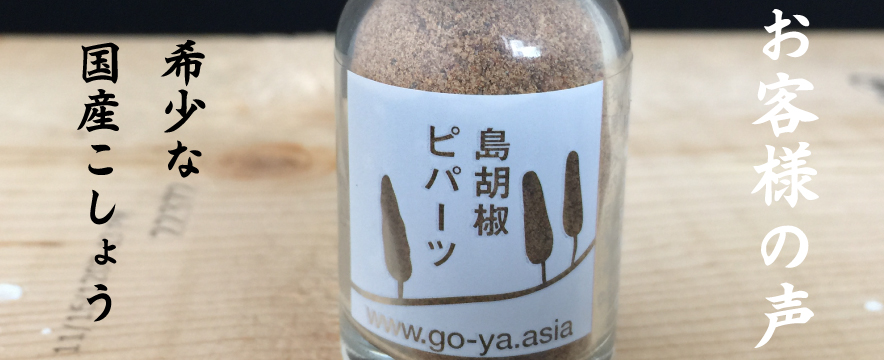 お客様の声
希少な
国産こしょう
島胡椒
ピパーツ
www.go-ya.asia